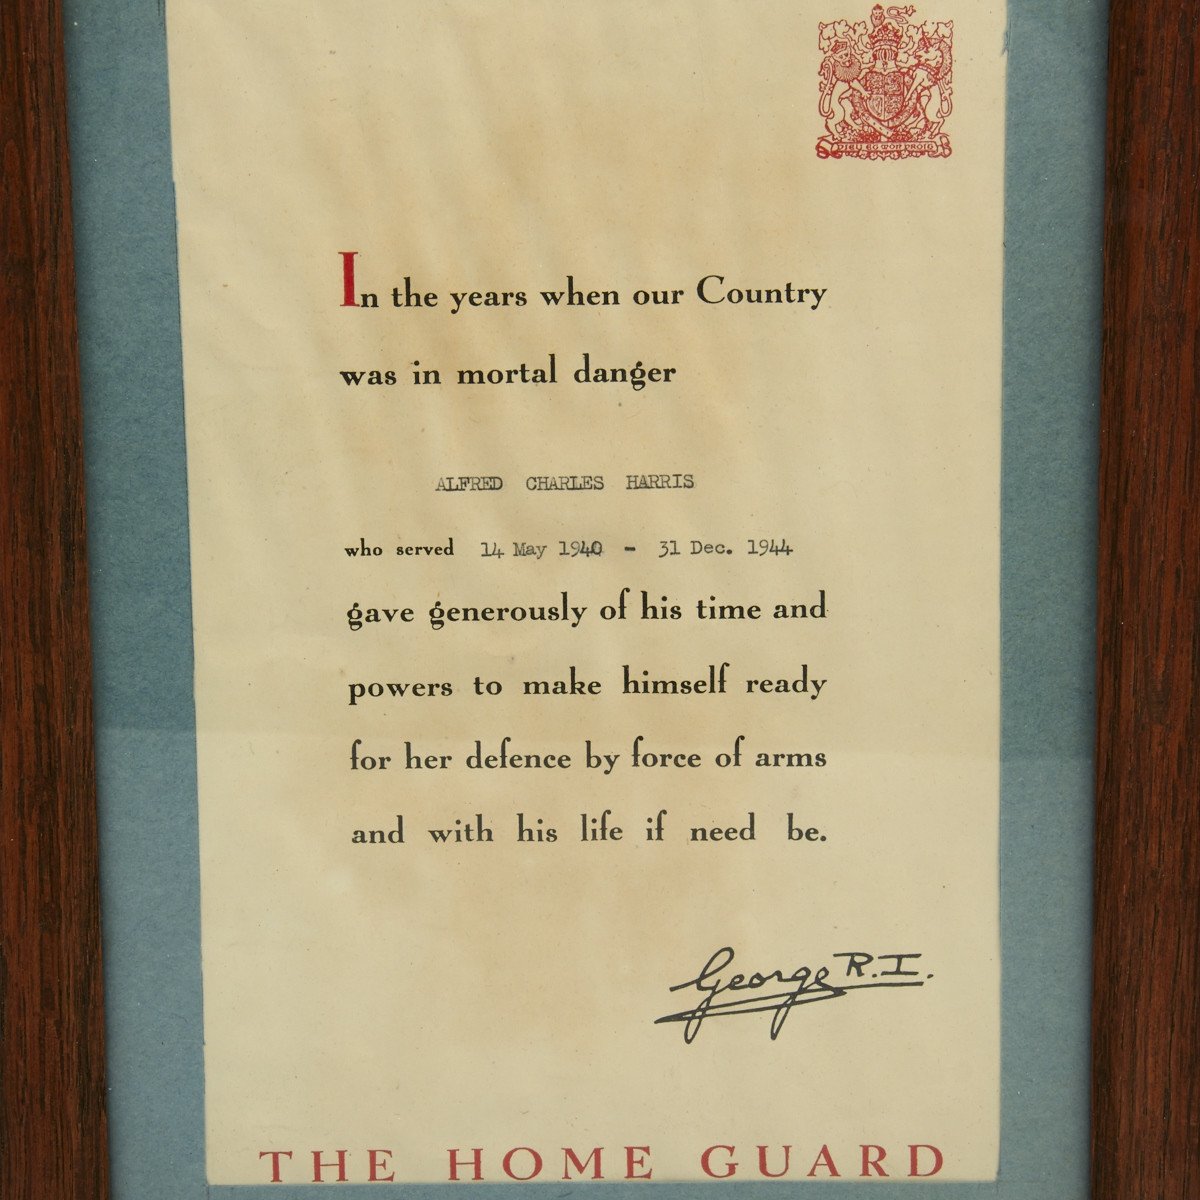 DIEU ET MON DROIT
In the years when our Country
was in mortal danger
ALFRED CHARLES HARRIS
who served 14 May 1940 - 31 Dec. 1944
gave generously of his time and
powers to make himself ready
for her defence by force of arms
and with his life if need be.
George R.I.
THE HOME GUARD